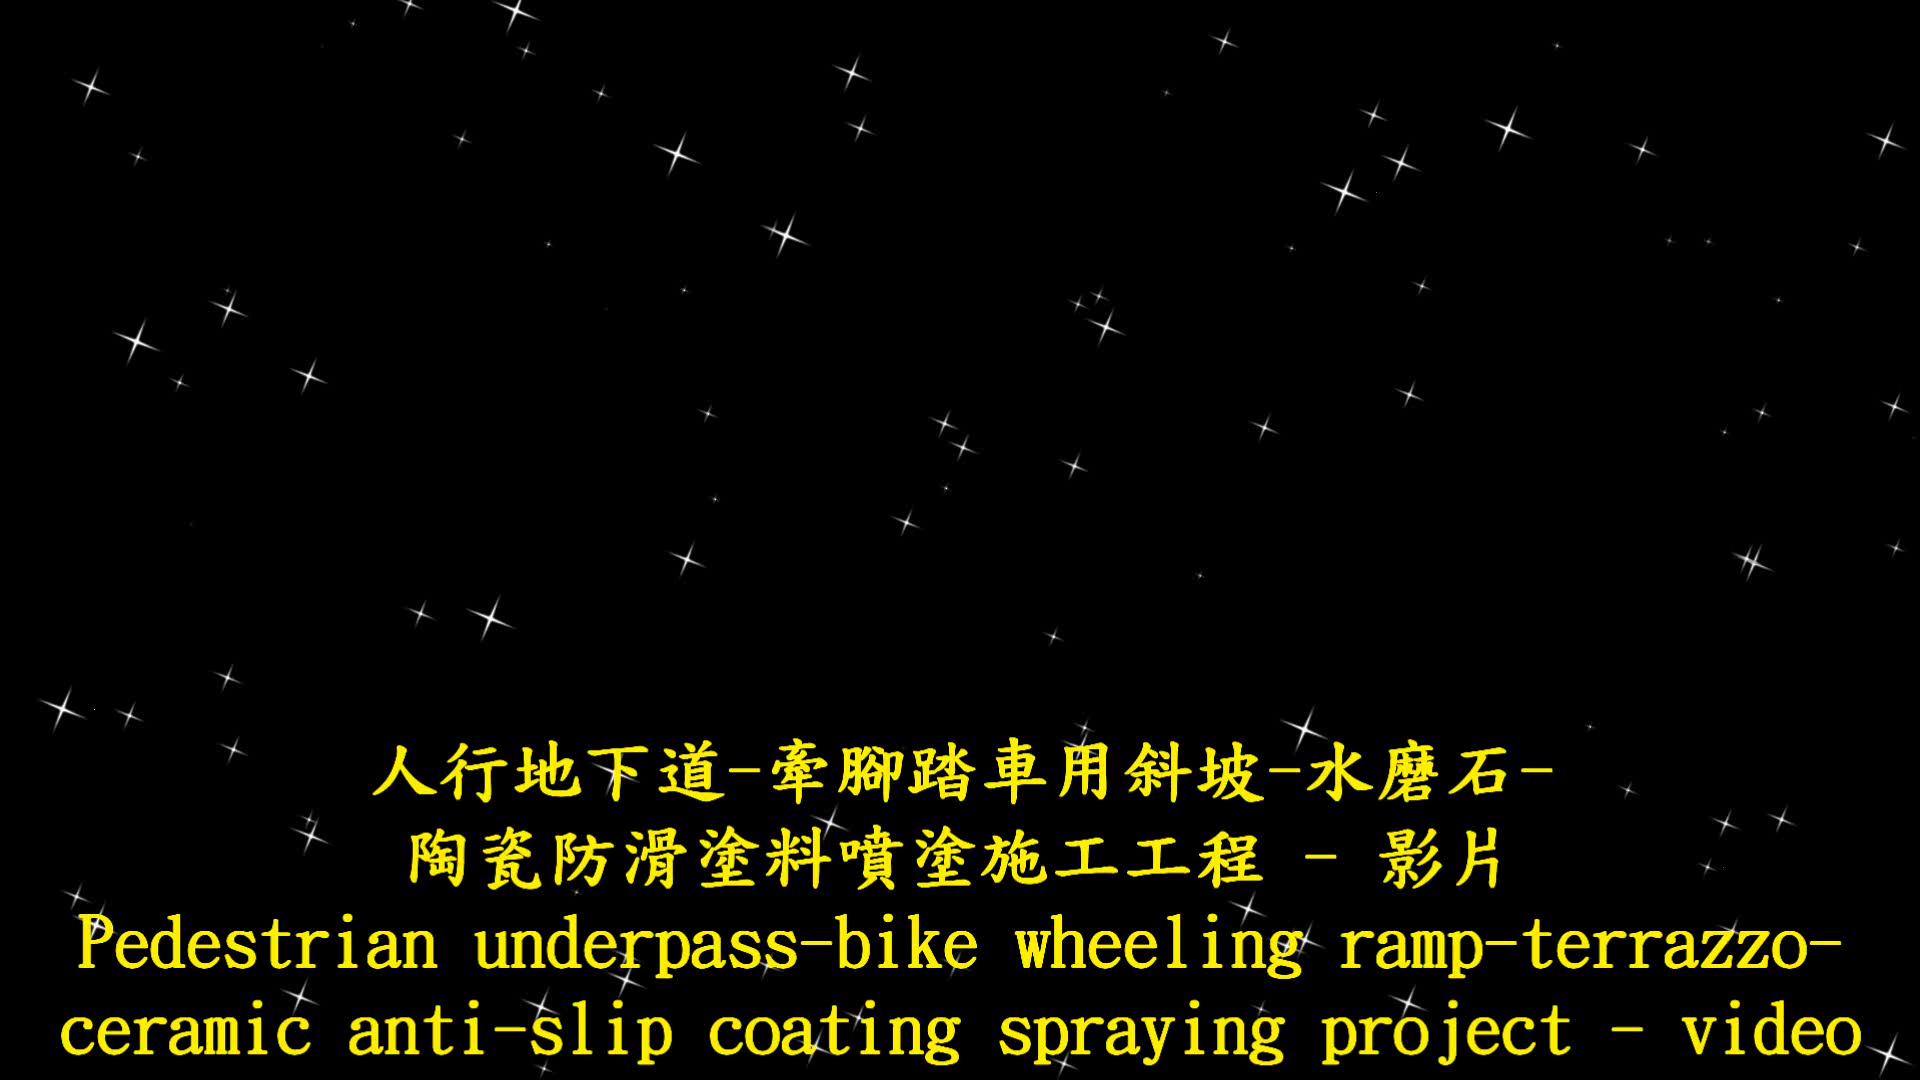 人行地下道-牽腳踏車用斜坡-水磨石-
陶瓷防滑塗料噴塗施工工程 - 影片
Pedestrian underpass-bike wheeling ramp-terrazzo-
ceramic anti-slip coating spraying project - video